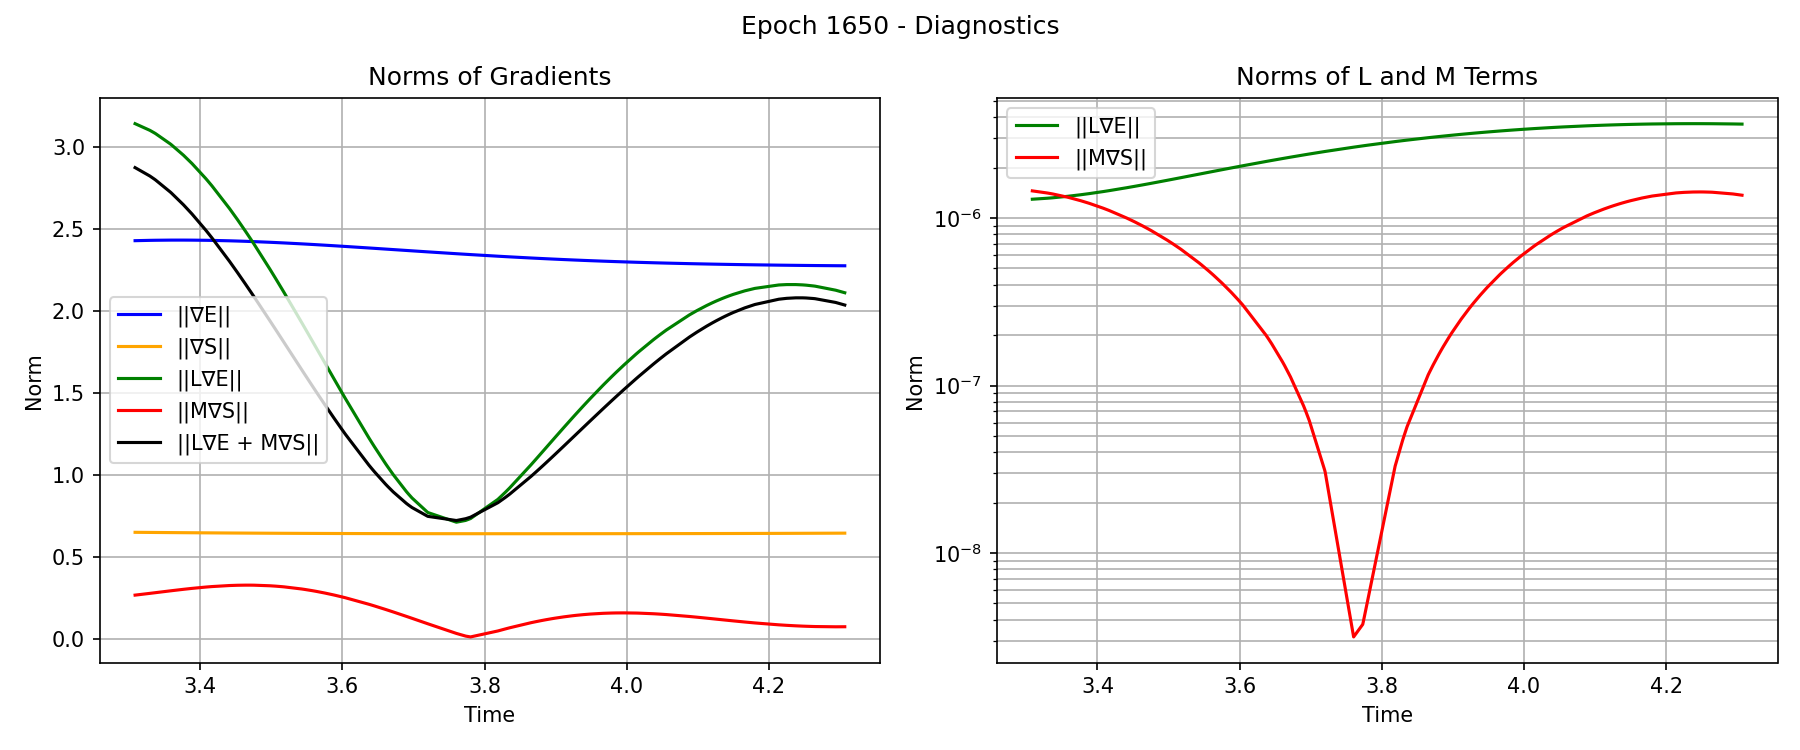 Epoch 1650 - Diagnostics
Norms of Gradients
Norm
3.0
2.5
2.0
1.5
1.0
0.5
0.0
||∇E||
||∇S||
||L∇E||
||M∇S||
||L∇E + M∇S||
3.4 3.6 3.8 4.0 4.2
Time
Norms of L and M Terms
Norm
||L∇E||
||M∇S||
10⁻⁶
10⁻⁷
10⁻⁸
3.4 3.6 3.8 4.0 4.2
Time